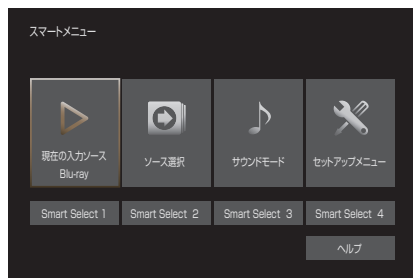 スマートメニュー
現在の入力ソース
Blu-ray
ソース選択
サウンドモード
セットアップメニュー
Smart Select 1
Smart Select 2
Smart Select 3
Smart Select 4
ヘルプ